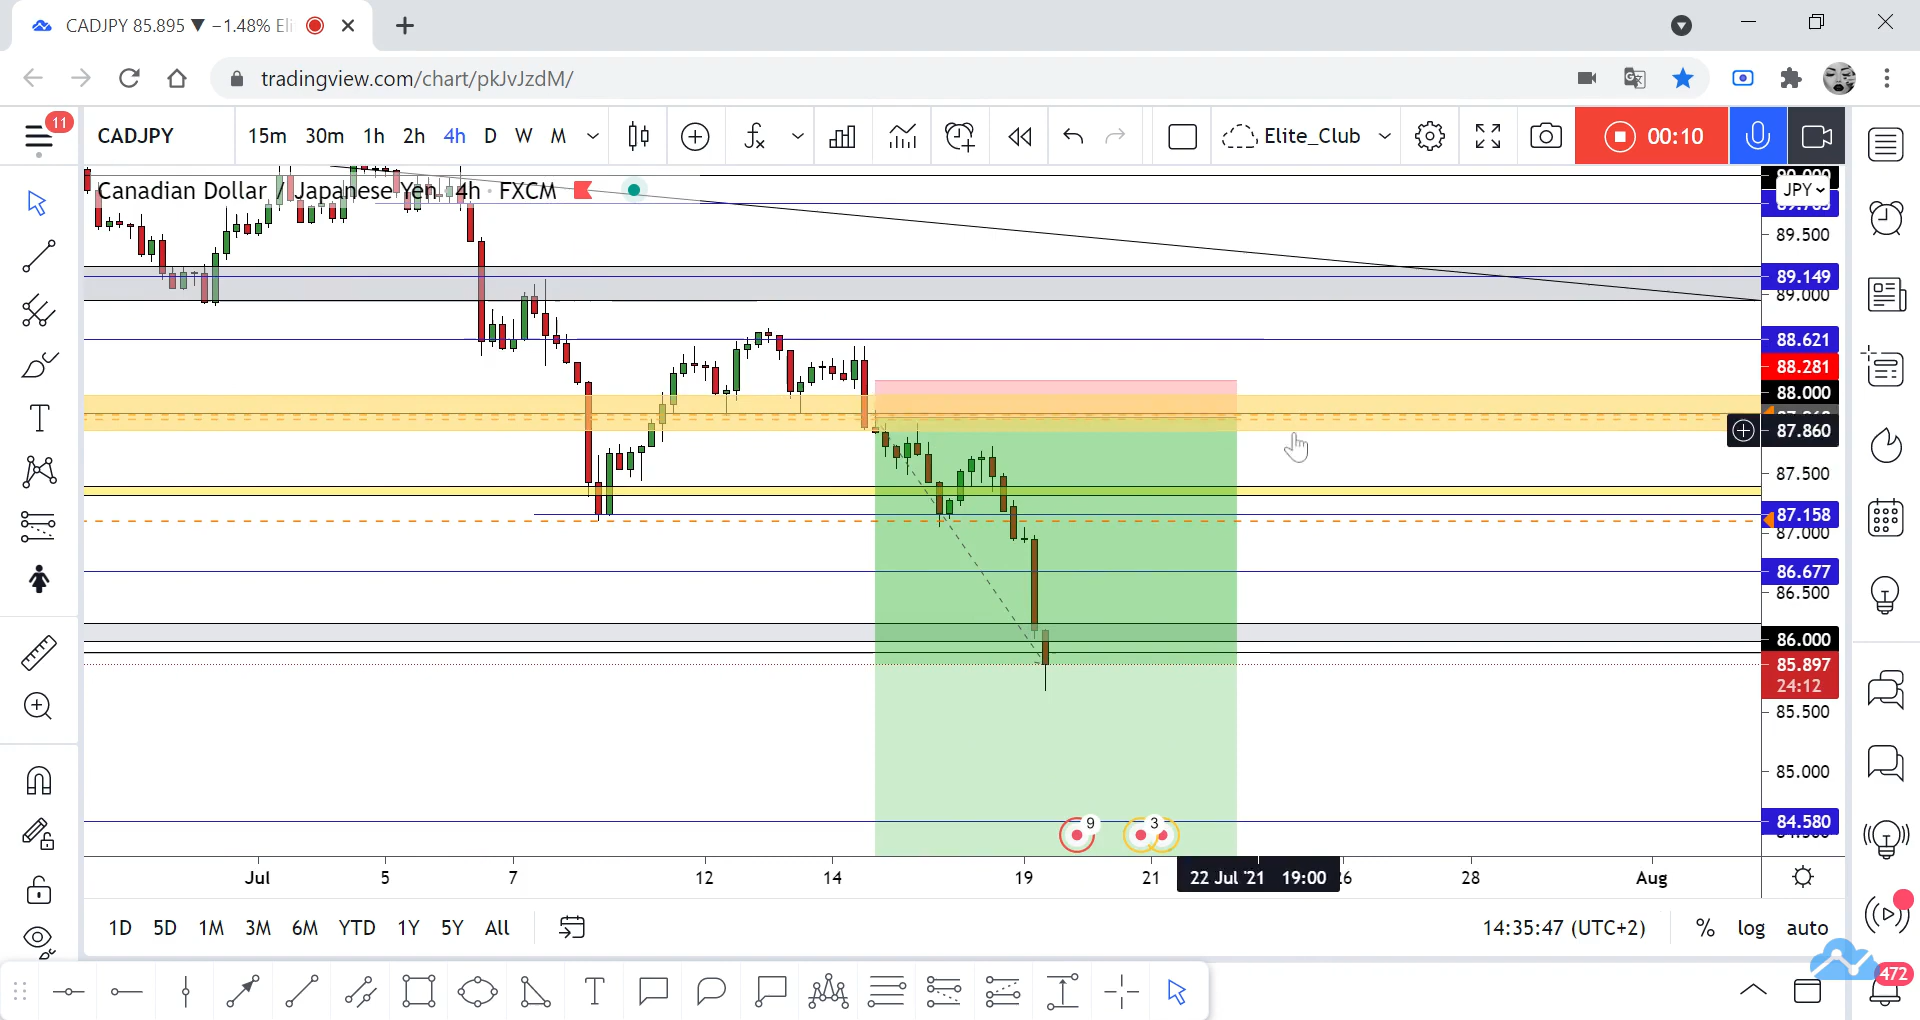 CADJPY 85.895 ▼ −1.48% Eli
tradingview.com/chart/pkJvJzdM/
11
CADJPY
15m 30m 1h 2h 4h D W M
Elite_Club
00:10
Canadian Dollar / Japanese Yen · 4h · FXCM
JPY
89.500
89.149
89.000
88.621
88.281
88.000
87.860
87.500
87.158
87.000
86.677
86.500
86.000
85.897
24:12
85.500
85.000
84.580
9
3
Jul 5 7 12 14 19 21 22 Jul '21 19:00 26 28 Aug
1D 5D 1M 3M 6M YTD 1Y 5Y All
14:35:47 (UTC+2) % log auto
T
472